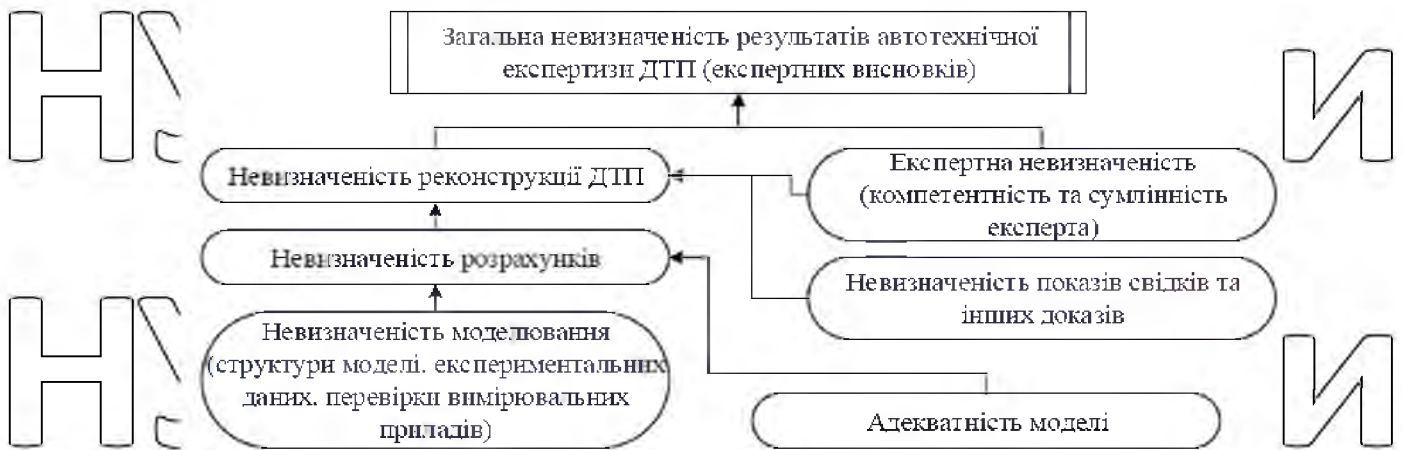 Загальна невизначеність результатів автотехнічної
експертизи ДТП (експертних висновків)
Невизначеність реконструкції ДТП
Експертна невизначеність
(компетентність та сумлінність
експерта)
Невизначеність розрахунків
Невизначеність показів свідків та
інших доказів
Невизначеність моделювання
(структури моделі. експериментальних
даних. перевірки вимірювальних
приладів)
Адекватність моделі
Н
И
Н
И